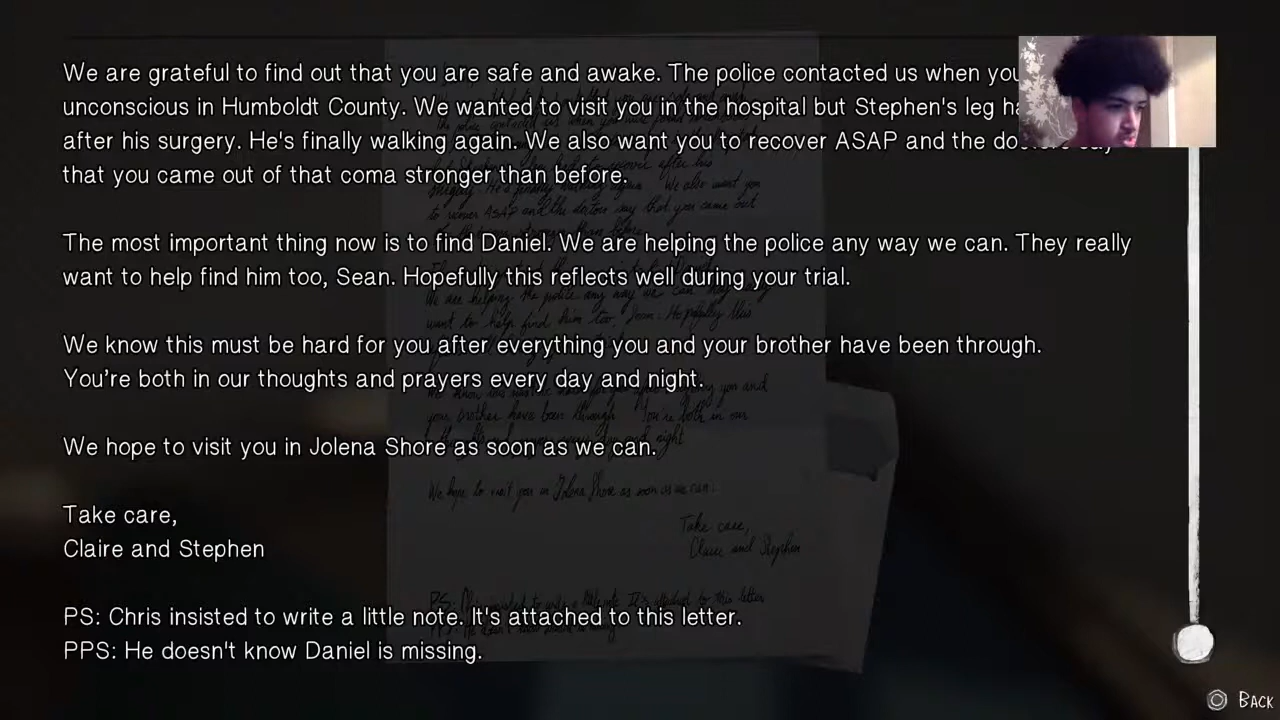 We are grateful to find out that you are safe and awake. The police contacted us when you
unconscious in Humboldt County. We wanted to visit you in the hospital but Stephen's leg
after his surgery. He's finally walking again. We also want you to recover ASAP and the
that you came out of that coma stronger than before.
The most important thing now is to find Daniel. We are helping the police any way we can. They really
want to help find him too, Sean. Hopefully this reflects well during your trial.
We know this must be hard for you after everything you and your brother have been through.
You're both in our thoughts and prayers every day and night.
We hope to visit you in Jolena Shore as soon as we can.
Take care,
Claire and Stephen
PS: Chris insisted to write a little note. It's attached to this letter.
PPS: He doesn't know Daniel is missing.
Back